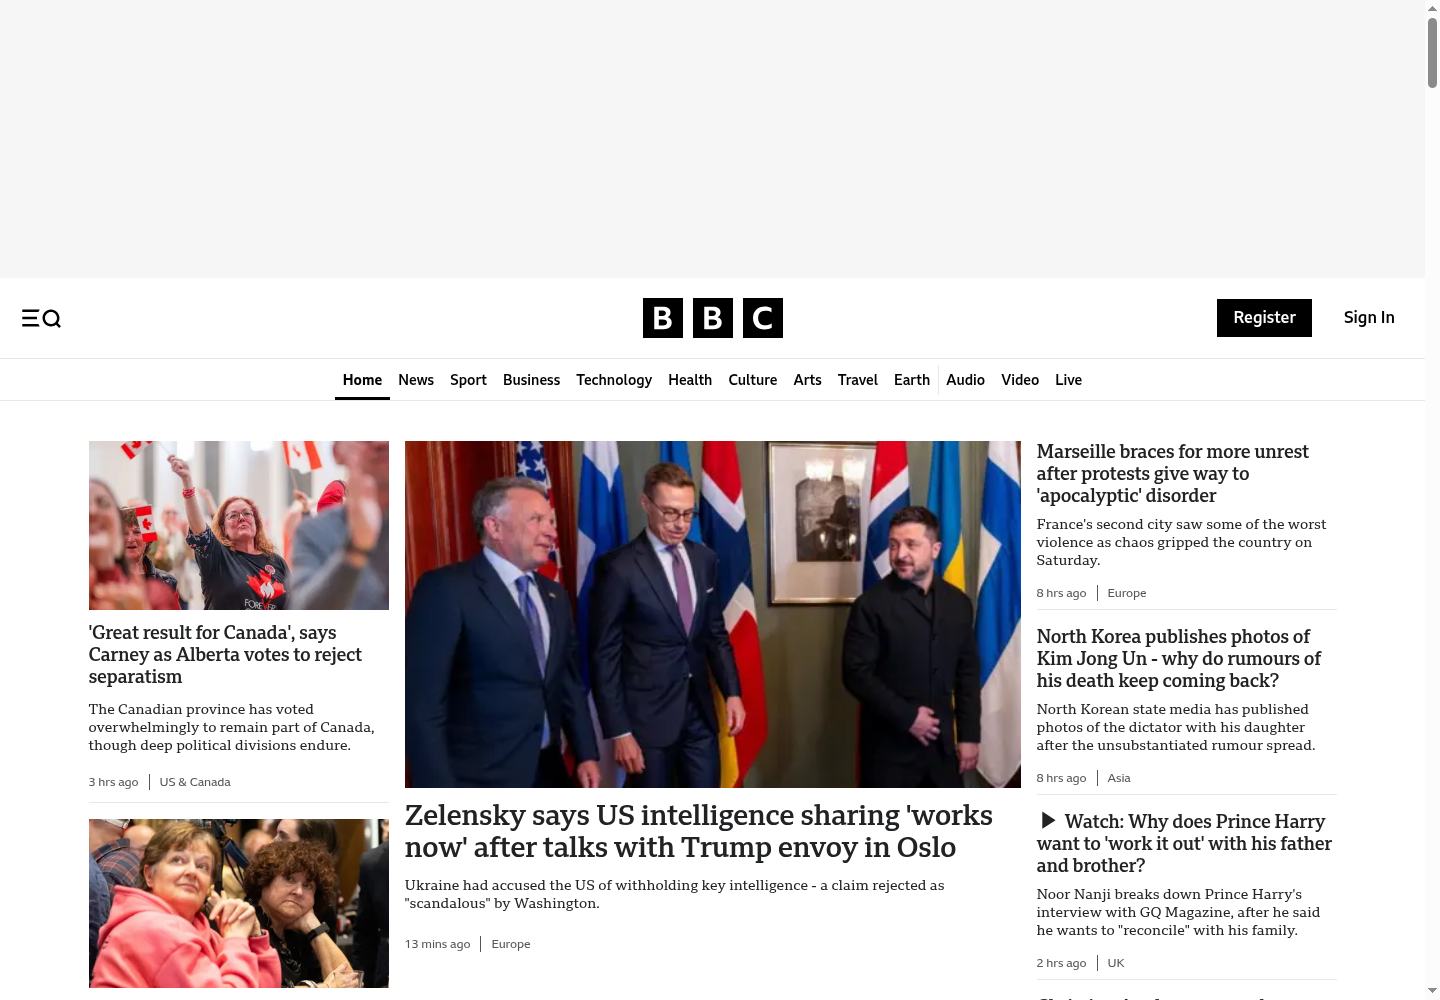 BBC
Register
Sign In
Home
News
Sport
Business
Technology
Health
Culture
Arts
Travel
Earth
Audio
Video
Live
FOREVER
'Great result for Canada', says
Carney as Alberta votes to reject
separatism
The Canadian province has voted
overwhelmingly to remain part of Canada,
though deep political divisions endure.
3 hrs ago
US & Canada
Zelensky says US intelligence sharing 'works
now' after talks with Trump envoy in Oslo
Ukraine had accused the US of withholding key intelligence - a claim rejected as
"scandalous" by Washington.
13 mins ago
Europe
Marseille braces for more unrest
after protests give way to
'apocalyptic' disorder
France's second city saw some of the worst
violence as chaos gripped the country on
Saturday.
8 hrs ago
Europe
North Korea publishes photos of
Kim Jong Un - why do rumours of
his death keep coming back?
North Korean state media has published
photos of the dictator with his daughter
after the unsubstantiated rumour spread.
8 hrs ago
Asia
Watch: Why does Prince Harry
want to 'work it out' with his father
and brother?
Noor Nanji breaks down Prince Harry's
interview with GQ Magazine, after he said
he wants to "reconcile" with his family.
2 hrs ago
UK